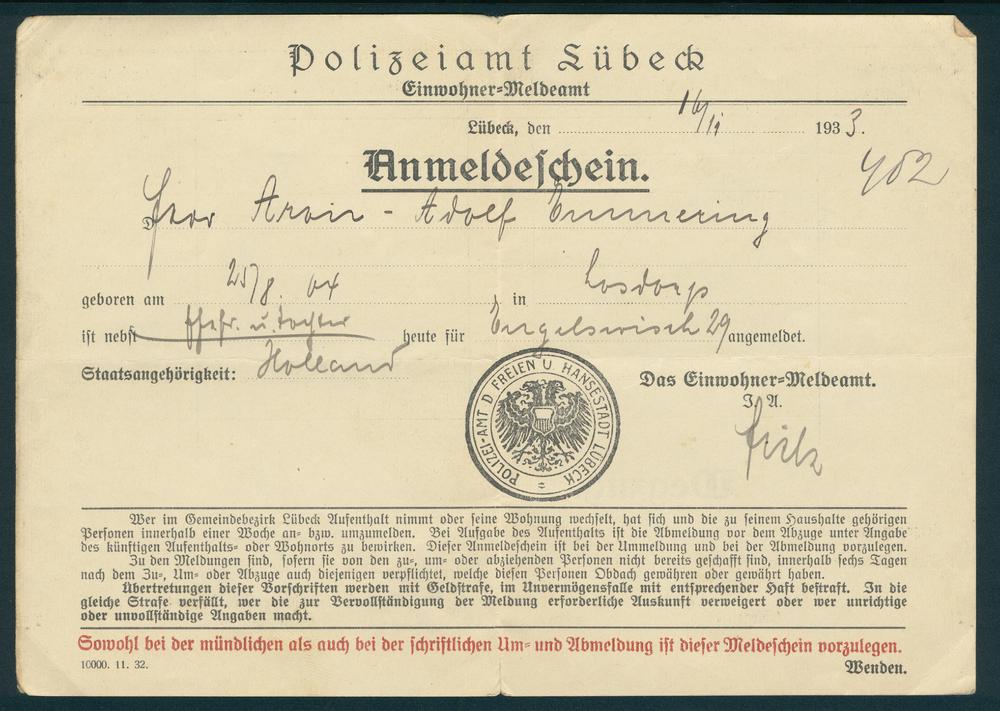 Polizeiamt Lübeck
Einwohner-Meldeamt
Lübeck, den 16/11 1933.
Anmeldeschein.
462
Aron - Adolf Emmering
geboren am 25/8. 04 in Losdorp
ist nebst Ehefr. u. Tochter heute für Engelswisch 29 angemeldet.
Staatsangehörigkeit: Holland
Das Einwohner-Meldeamt.
I. A.
POLIZEI-AMT D FREIEN U HANSESTADT LÜBECK
Wer im Gemeindebezirk Lübeck Aufenthalt nimmt oder seine Wohnung wechselt, hat sich und die zu seinem Haushalte gehörigen
Personen innerhalb einer Woche an- bzw. umzumelden. Bei Aufgabe des Aufenthalts ist die Abmeldung vor dem Abzuge unter Angabe
des künftigen Aufenthalts- oder Wohnorts zu bewirken. Dieser Anmeldeschein ist bei der Ummeldung und bei der Abmeldung vorzulegen.
Zu den Meldungen sind, sofern sie von den zu-, um- oder abziehenden Personen nicht bereits geschafft sind, innerhalb sechs Tagen
nach dem Zu-, Um- oder Abzuge auch diejenigen verpflichtet, welche diesen Personen Obdach gewähren oder gewährt haben.
Übertretungen dieser Vorschriften werden mit Geldstrafe, im Unvermögensfalle mit entsprechender Haft bestraft. In die
gleiche Strafe verfällt, wer die zur Vervollständigung der Meldung erforderliche Auskunft verweigert oder wer unrichtige
oder unvollständige Angaben macht.
Sowohl bei der mündlichen als auch bei der schriftlichen Um- und Abmeldung ist dieser Meldeschein vorzulegen.
10000. 11. 32.
Wenden.